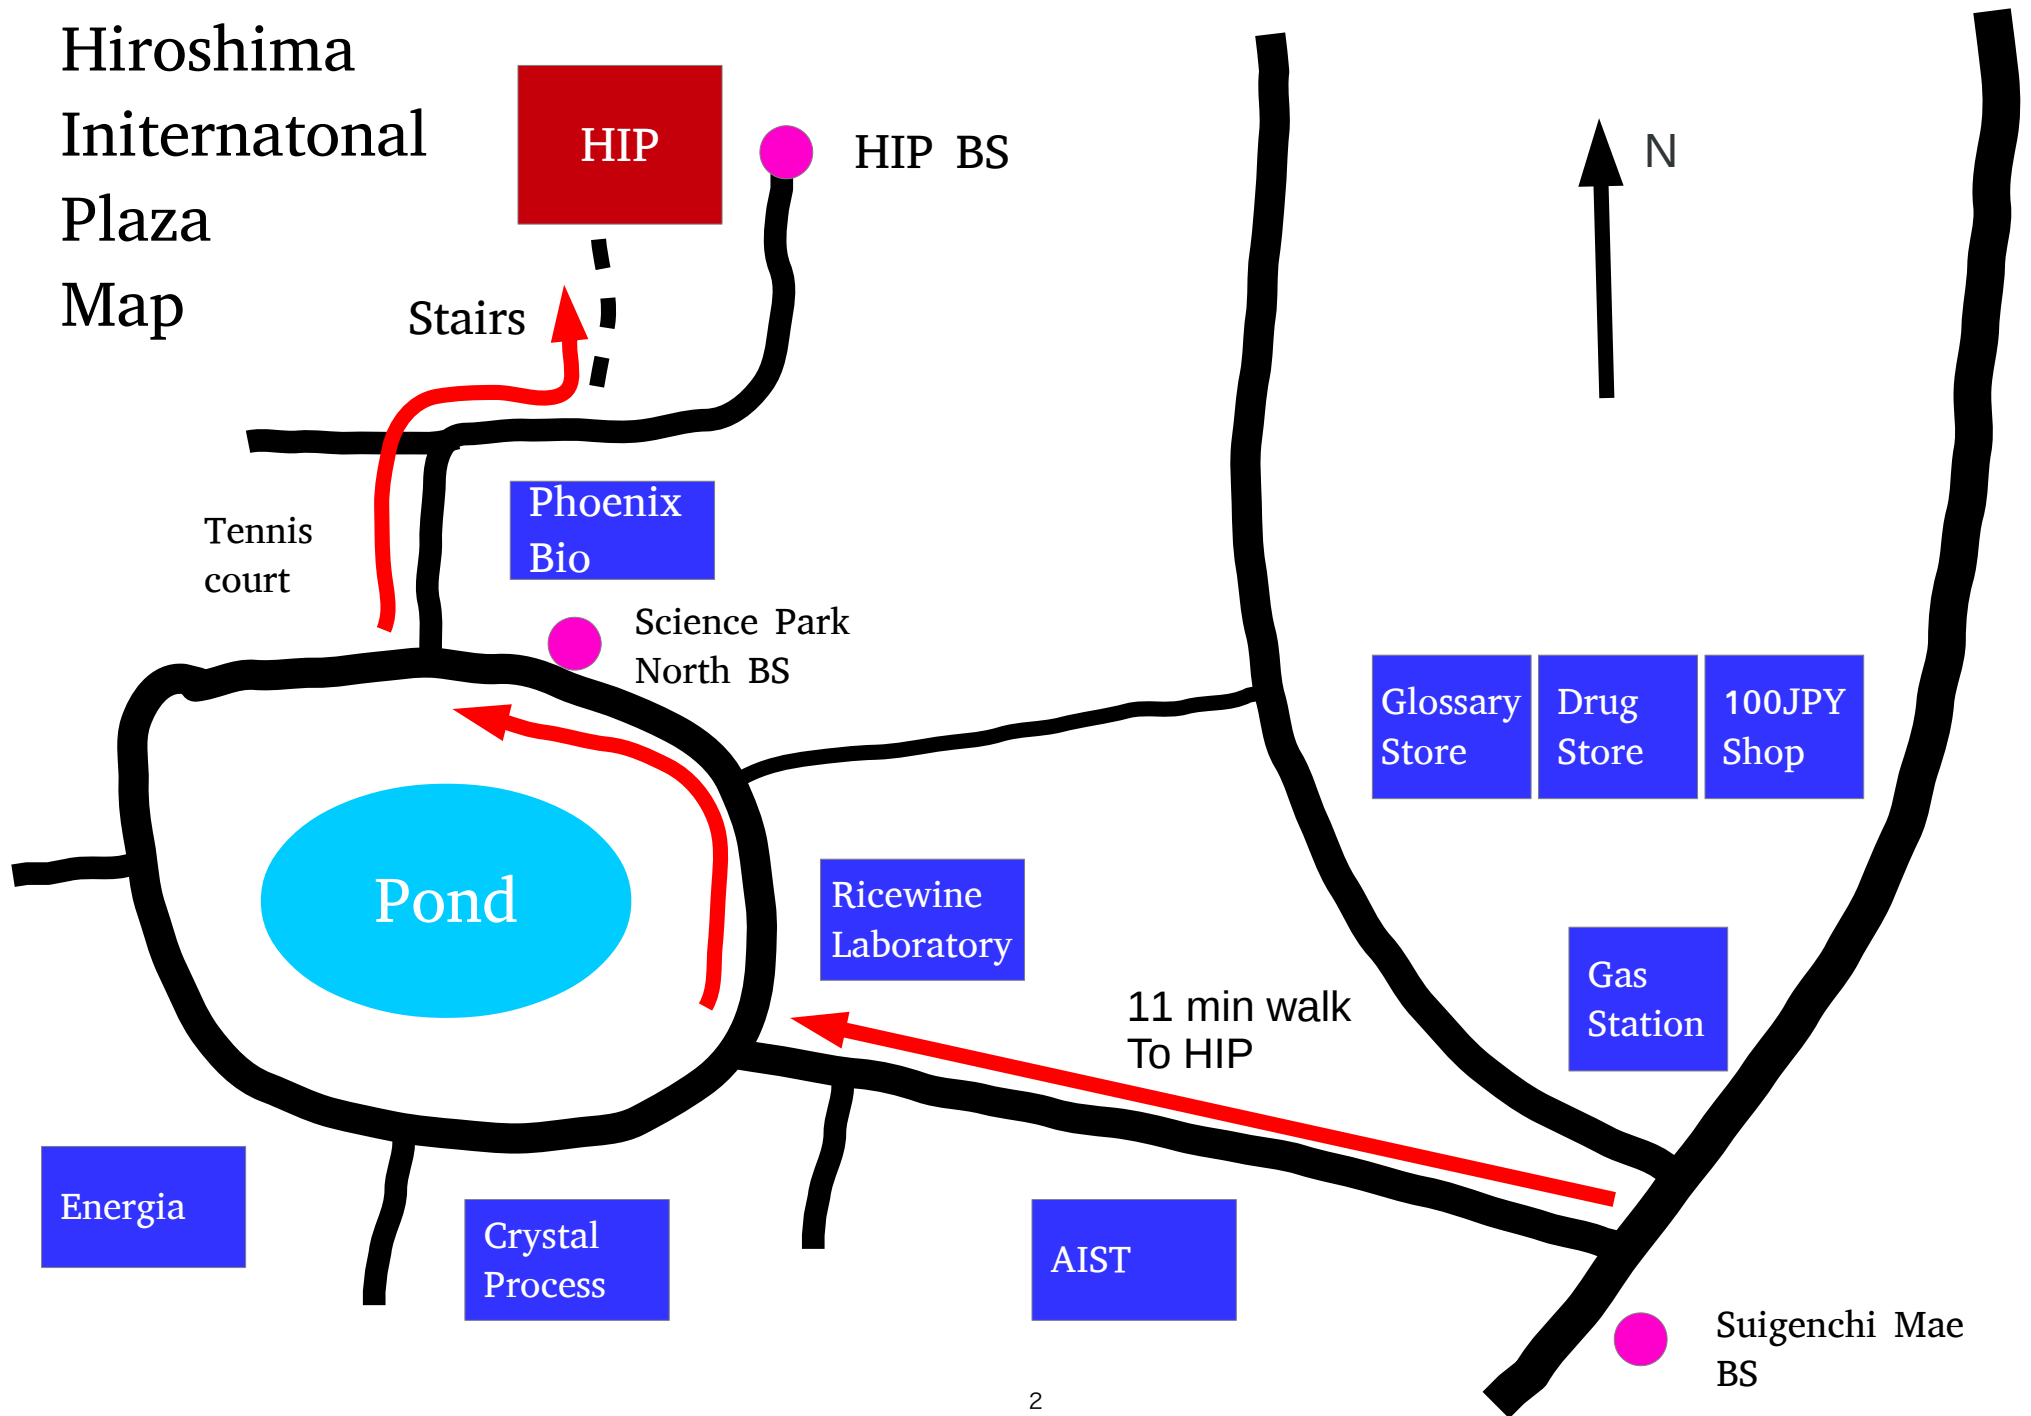 Hiroshima
Initernatonal
Plaza
Map
HIP
HIP BS
N
Stairs
Phoenix
Bio
Tennis
court
Science Park
North BS
Glossary
Store
Drug
Store
100JPY
Shop
Pond
Ricewine
Laboratory
Gas
Station
11 min walk
To HIP
Energia
Crystal
Process
AIST
Suigenchi Mae
BS
2